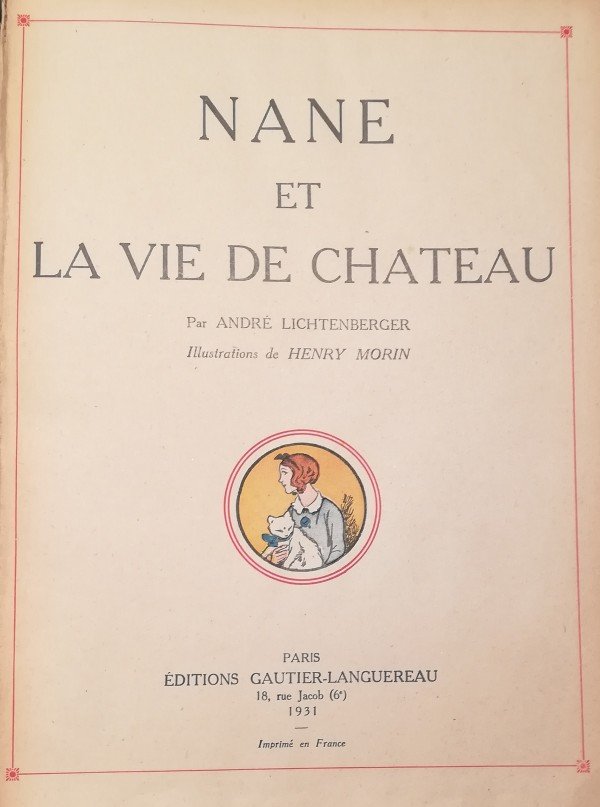 NANE
ET
LA VIE DE CHATEAU
Par ANDRÉ LICHTENBERGER
Illustrations de HENRY MORIN
PARIS
ÉDITIONS GAUTIER-LANGUEREAU
18, rue Jacob (6ᵉ)
1931
Imprimé en France